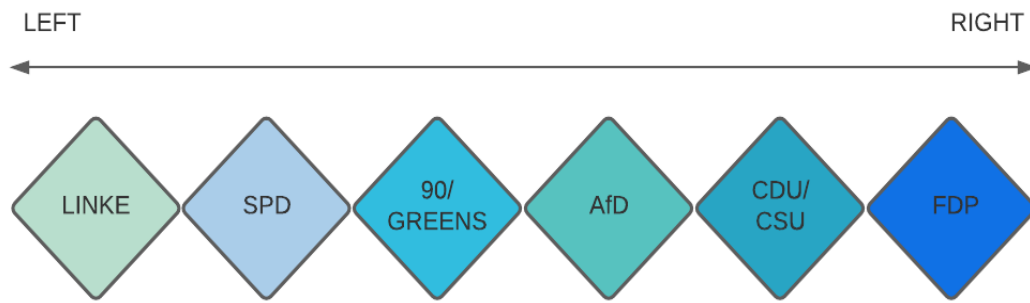 LEFT
RIGHT
LINKE
SPD
90/
GREENS
AfD
CDU/
CSU
FDP